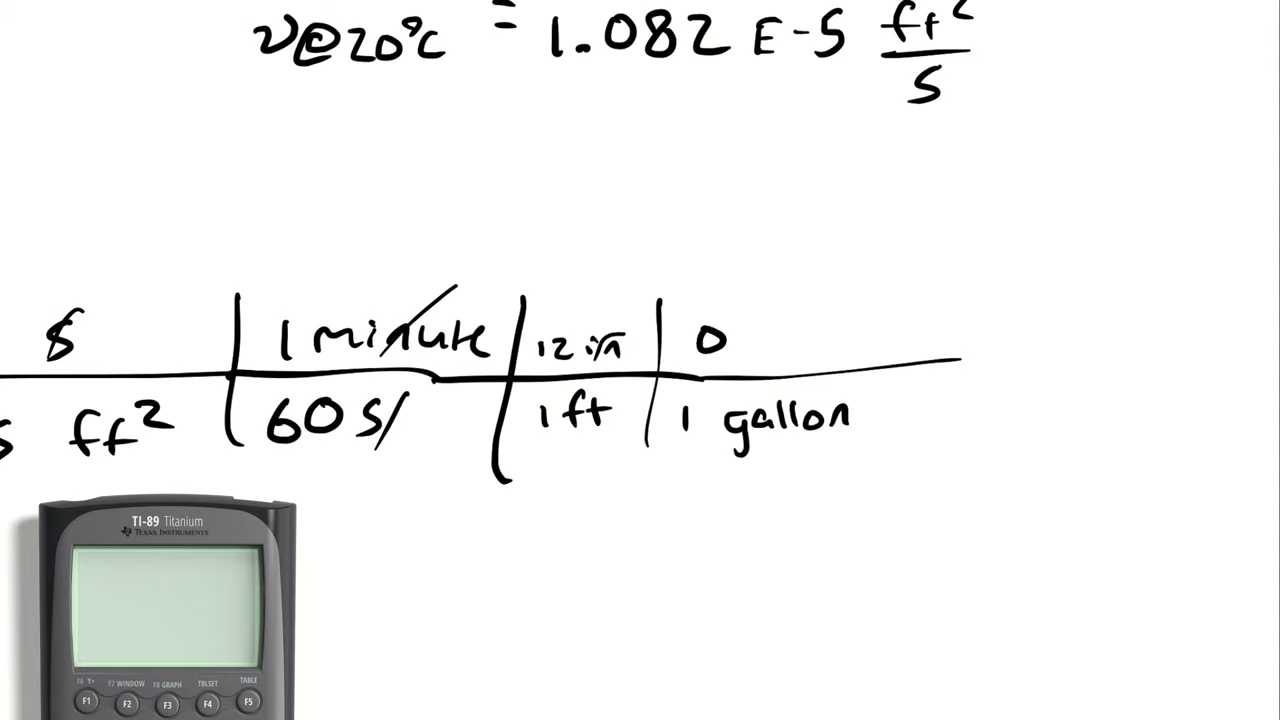 ν@20°C = 1.082 E-5 ft²
s
s 1 minute 12 in 0
s ft² 60 s 1 ft 1 gallon
TI-89 Titanium
TEXAS INSTRUMENTS
F6 Y= F7 WINDOW F8 GRAPH TBLSET TABLE
F1 F2 F3 F4 F5